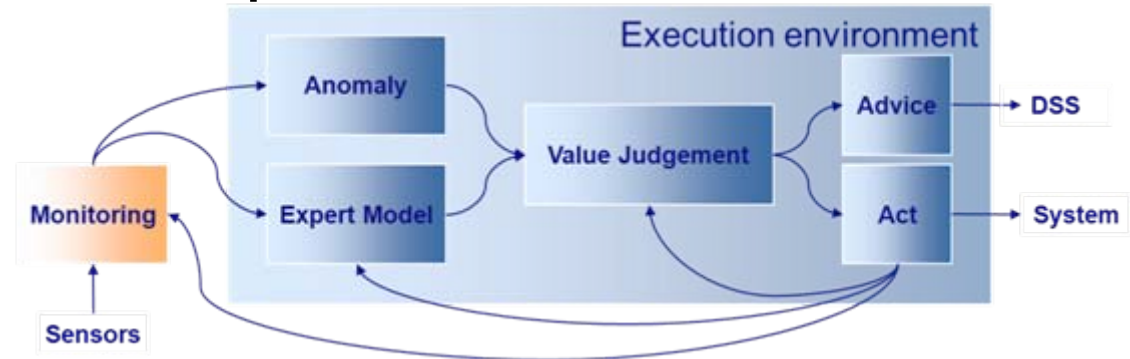 Execution environment
Anomaly
Advice
DSS
Value Judgement
Monitoring
Expert Model
Act
System
Sensors